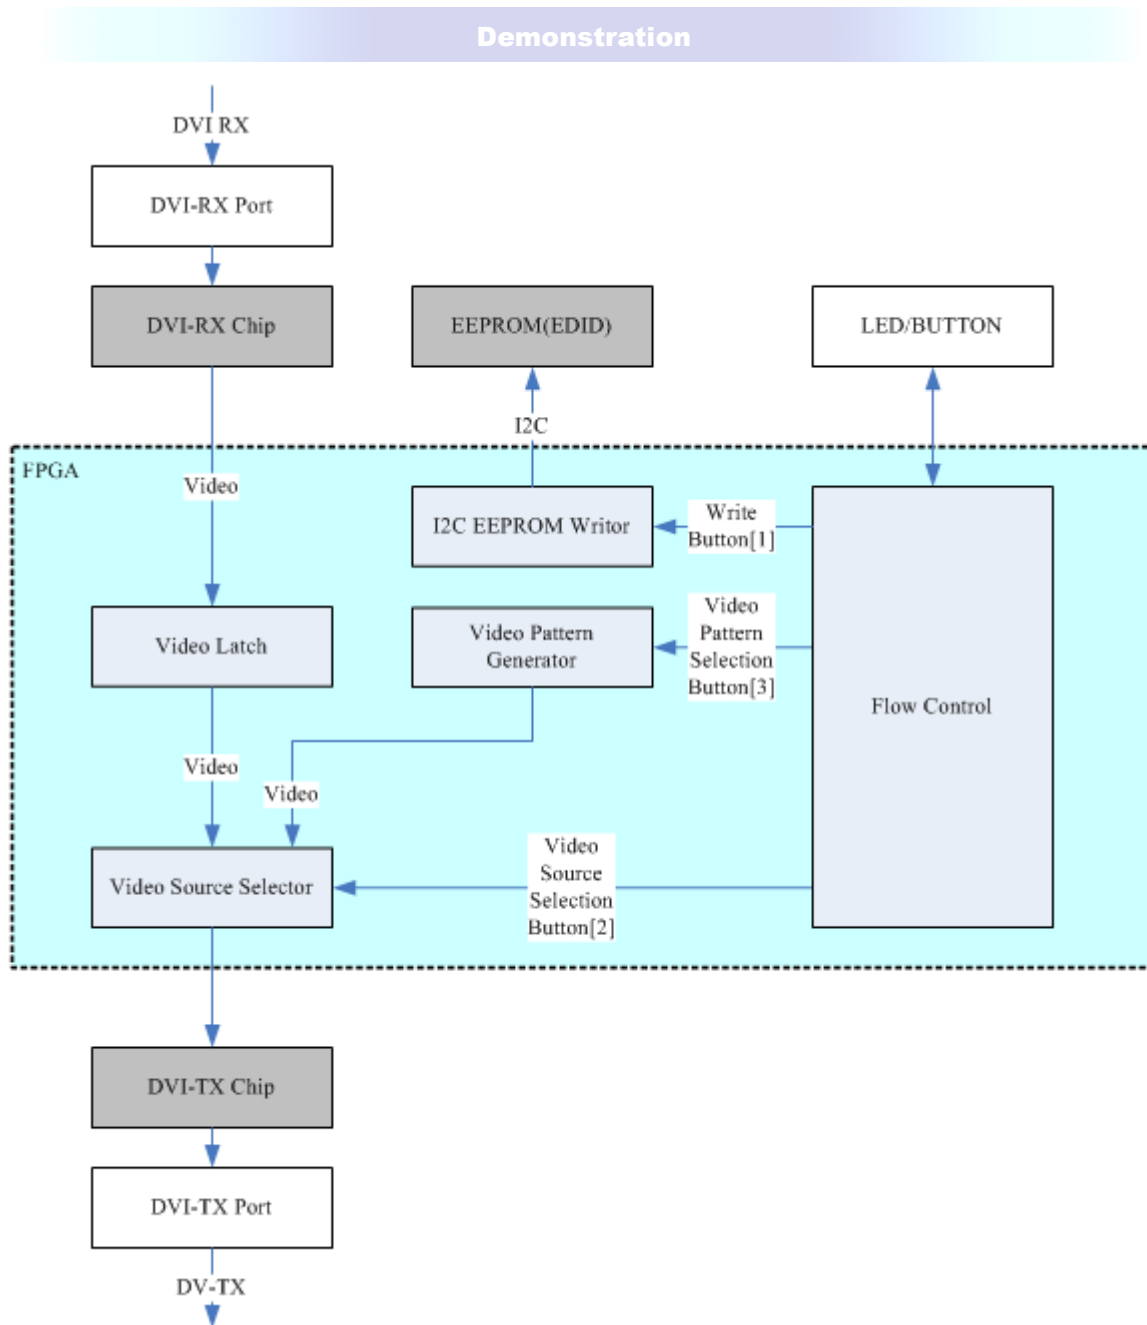 Demonstration
DVI RX
DVI-RX Port
DVI-RX Chip
EEPROM(EDID)
LED/BUTTON
I2C
FPGA
Video
I2C EEPROM Writor
Write
Button[1]
Video Latch
Video Pattern
Generator
Video
Pattern
Selection
Button[3]
Flow Control
Video
Video
Video Source Selector
Video
Source
Selection
Button[2]
DVI-TX Chip
DVI-TX Port
DV-TX